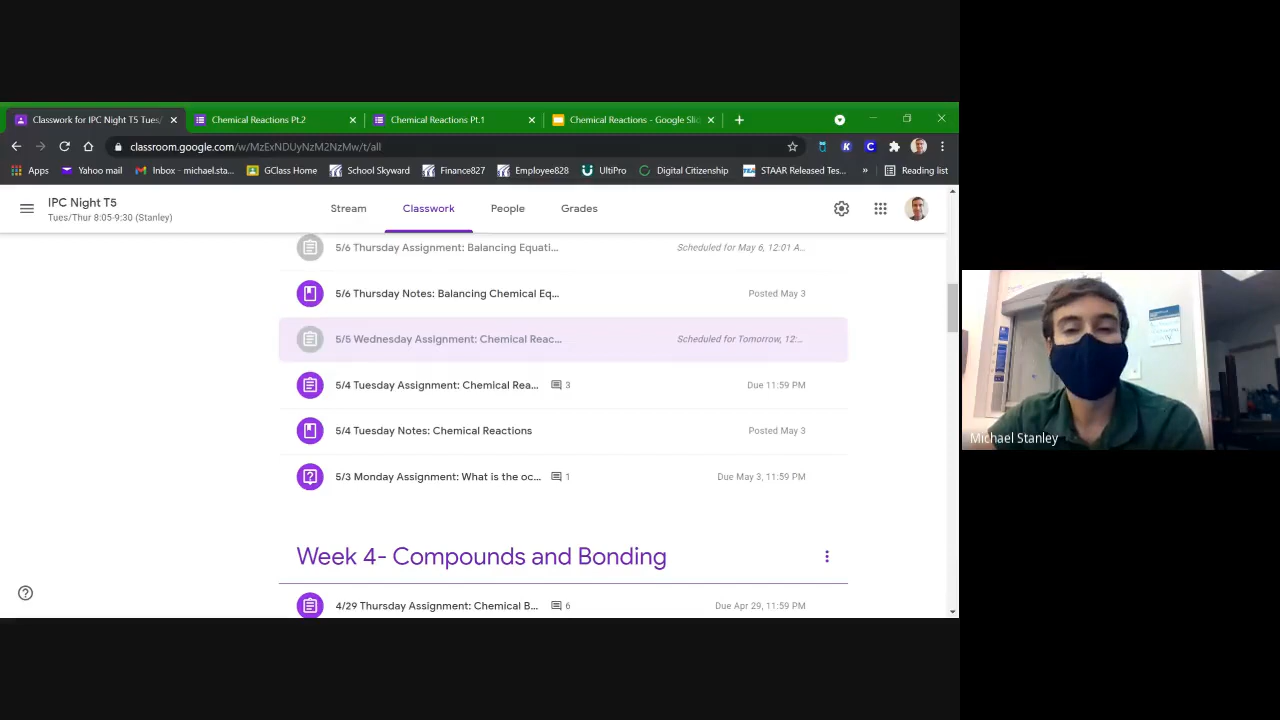 Classwork for IPC Night T5 Tues/
Chemical Reactions Pt.2
Chemical Reactions Pt.1
Chemical Reactions - Google Slid
classroom.google.com/w/MzExNDUyNzM2NzMw/t/all
Apps
Yahoo mail
Inbox - michael.sta...
GClass Home
School Skyward
Finance827
Employee828
UltiPro
Digital Citizenship
STAAR Released Tes...
»
Reading list
IPC Night T5
Tues/Thur 8:05-9:30 (Stanley)
Stream
Classwork
People
Grades
5/6 Thursday Assignment: Balancing Equati... Scheduled for May 6, 12:01 A...
5/6 Thursday Notes: Balancing Chemical Eq... Posted May 3
5/5 Wednesday Assignment: Chemical Reac... Scheduled for Tomorrow, 12:...
5/4 Tuesday Assignment: Chemical Rea... 3 Due 11:59 PM
5/4 Tuesday Notes: Chemical Reactions Posted May 3
5/3 Monday Assignment: What is the oc... 1 Due May 3, 11:59 PM
Week 4- Compounds and Bonding
4/29 Thursday Assignment: Chemical B... 6 Due Apr 29, 11:59 PM
Michael Stanley